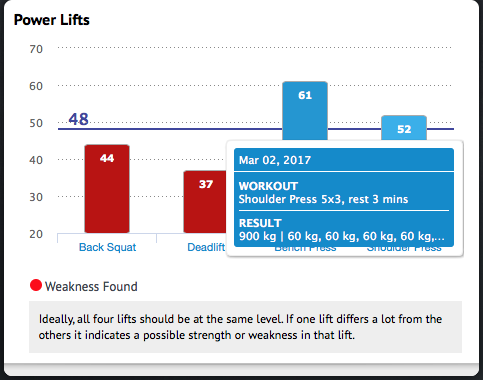 Power Lifts
70
60
50
40
30
20
48
44
37
61
52
Back Squat
Deadlift
Bench Press
Shoulder Press
Mar 02, 2017
WORKOUT
Shoulder Press 5x3, rest 3 mins
RESULT
900 kg | 60 kg, 60 kg, 60 kg, 60 kg,...
Weakness Found
Ideally, all four lifts should be at the same level. If one lift differs a lot from the
others it indicates a possible strength or weakness in that lift.